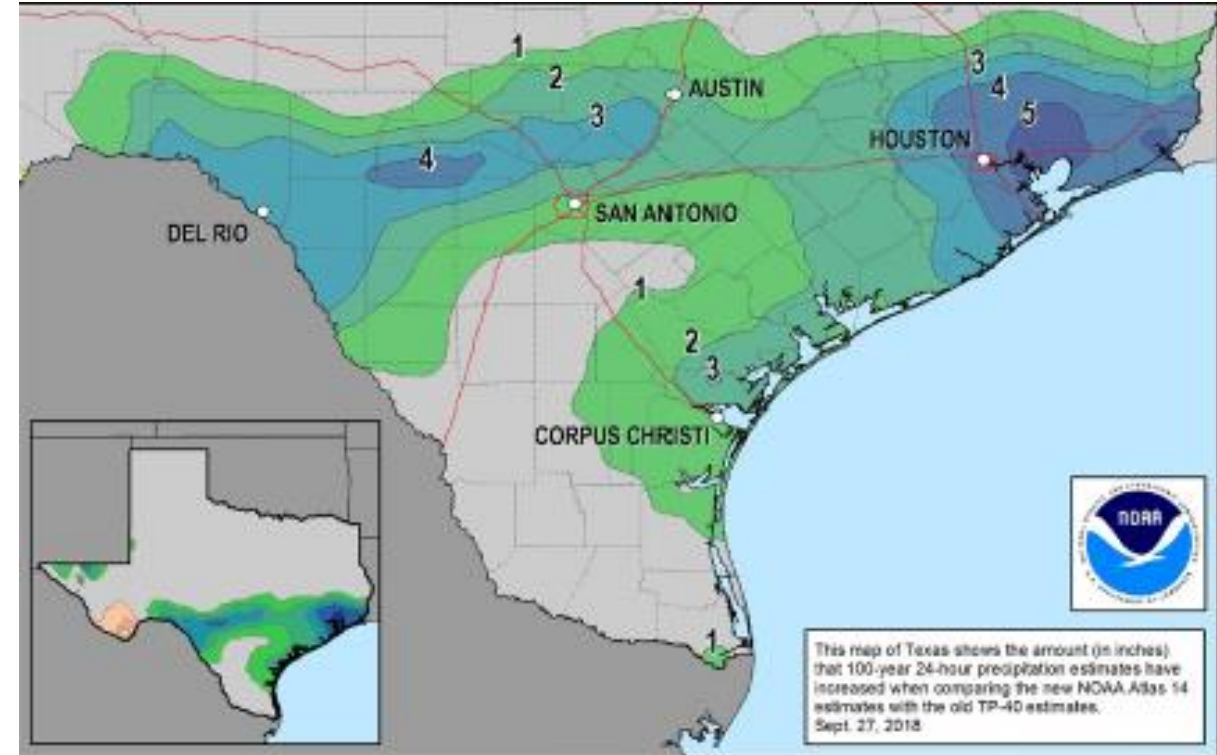 1
2
3
4
AUSTIN
3
4
5
HOUSTON
DEL RIO
SAN ANTONIO
1
2
3
CORPUS CHRISTI
1
NOAA
This map of Texas shows the amount (in inches)
that 100-year 24-hour precipitation estimates have
increased when comparing the new NOAA Atlas 14
estimates with the old TP-40 estimates.
Sept. 27, 2018